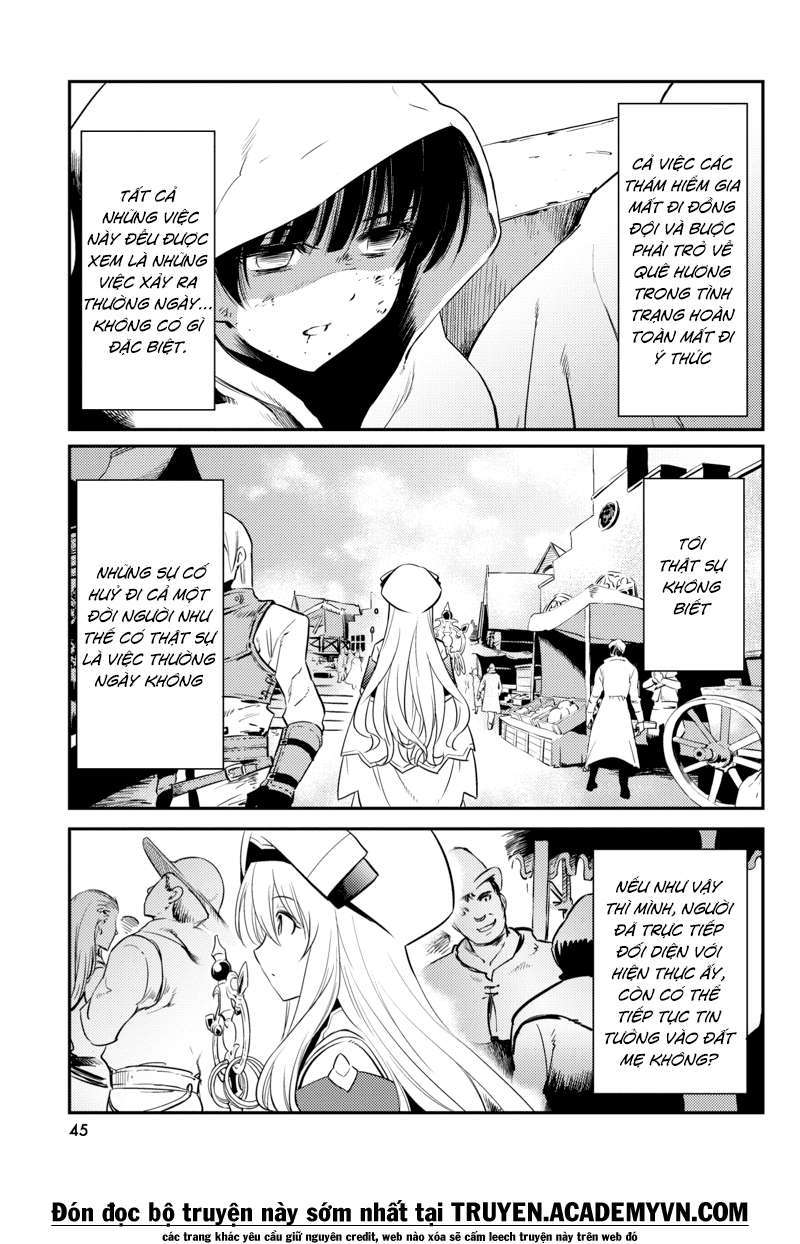 CẢ VIỆC CÁC
THÁM HIỂM GIA
MẤT ĐI ĐỒNG
ĐỘI VÀ BUỘC
PHẢI TRỞ VỀ
QUÊ HƯƠNG
TRONG TÌNH
TRẠNG HOÀN
TOÀN MẤT ĐI
Ý THỨC
TẤT CẢ
NHỮNG VIỆC
NÀY ĐỀU ĐƯỢC
XEM LÀ NHỮNG
VIỆC XẢY RA
THƯỜNG NGÀY...
KHÔNG CÓ GÌ
ĐẶC BIỆT.
TÔI
THẬT SỰ
KHÔNG
BIẾT
NHỮNG SỰ CỐ
HUỶ ĐI CẢ MỘT
ĐỜI NGƯỜI NHƯ
THẾ CÓ THẬT SỰ
LÀ VIỆC THƯỜNG
NGÀY KHÔNG
NẾU NHƯ VẬY
THÌ MÌNH, NGƯỜI
ĐÃ TRỰC TIẾP
ĐỐI DIỆN VỚI
HIỆN THỰC ẤY,
CÒN CÓ THỂ
TIẾP TỤC TIN
TƯỞNG VÀO ĐẤT
MẸ KHÔNG?
45
Đón đọc bộ truyện này sớm nhất tại TRUYEN.ACADEMYVN.COM
các trang khác yêu cầu giữ nguyên credit, web nào xóa sẽ cấm leech truyện này trên web đó